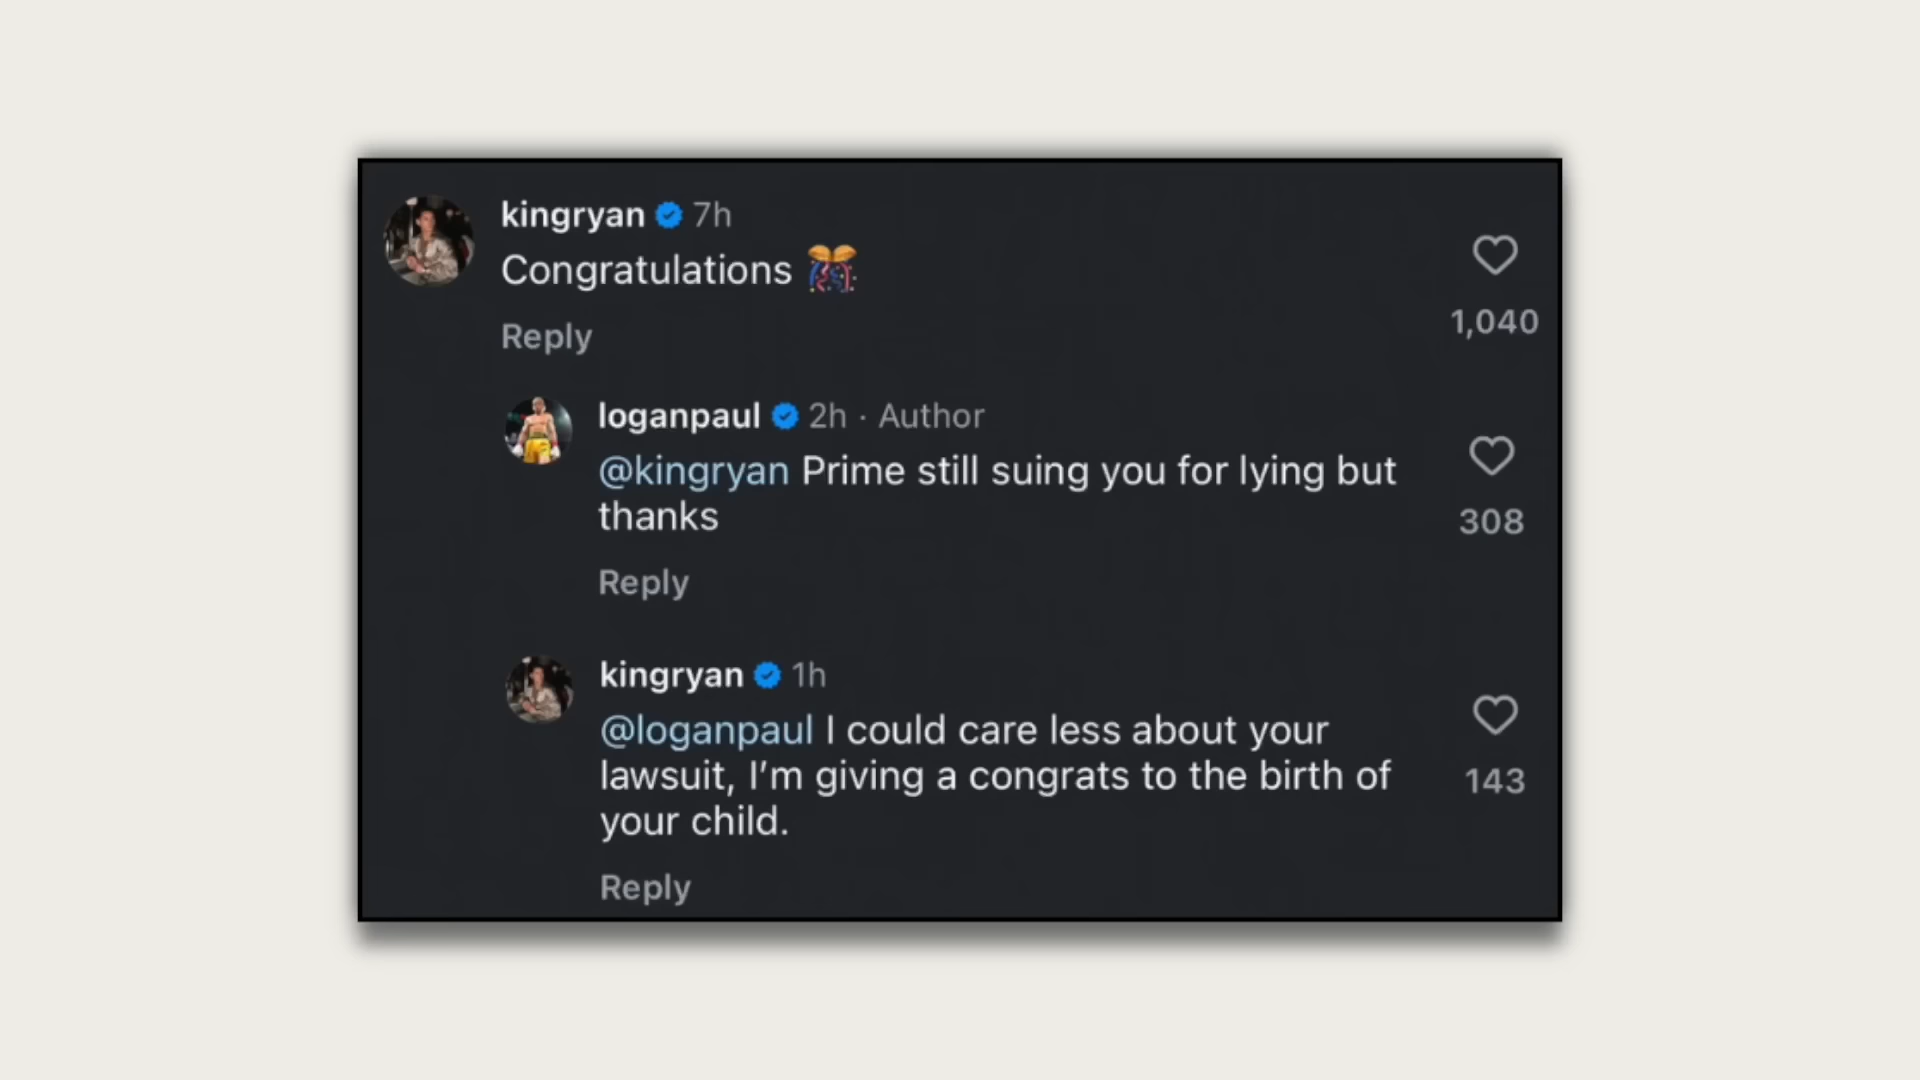 kingryan 7h
Congratulations 🎊
1,040
Reply
loganpaul 2h · Author
@kingryan Prime still suing you for lying but
thanks
308
Reply
kingryan 1h
@loganpaul I could care less about your
lawsuit, I’m giving a congrats to the birth of
your child.
143
Reply